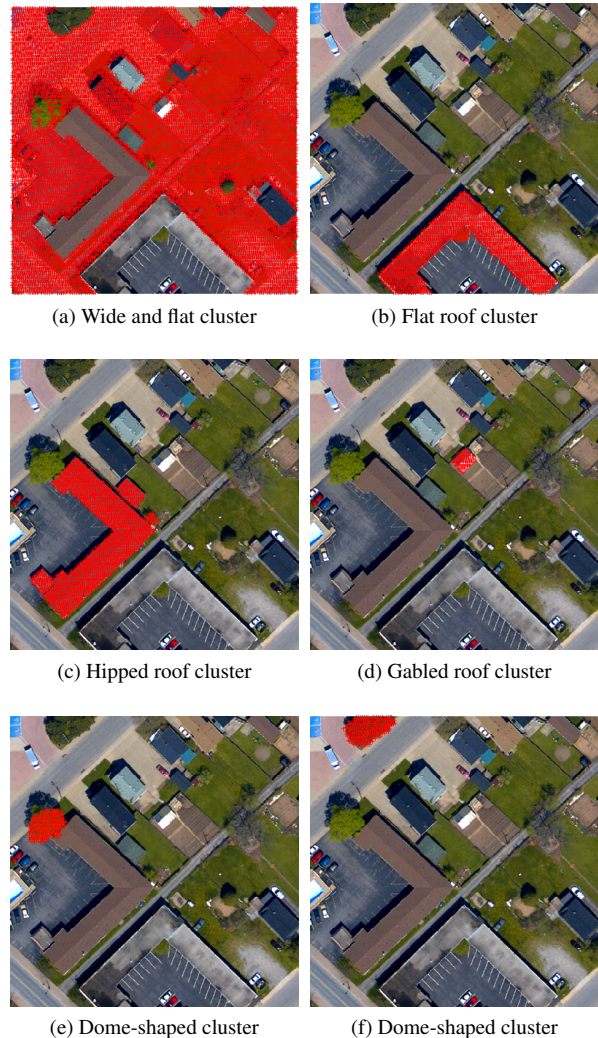 (a) Wide and flat cluster
(b) Flat roof cluster
(c) Hipped roof cluster
(d) Gabled roof cluster
(e) Dome-shaped cluster
(f) Dome-shaped cluster